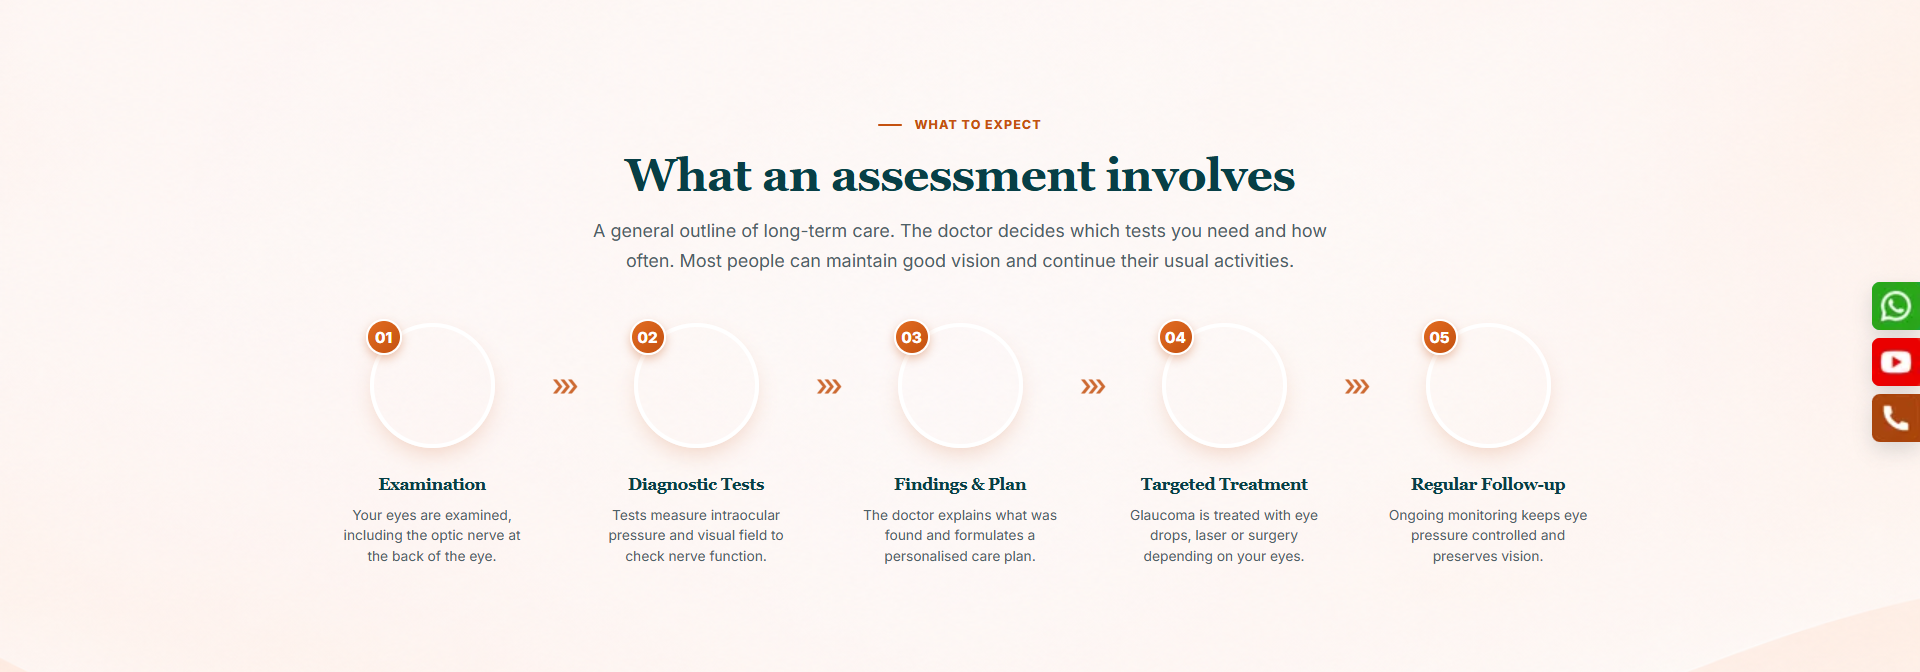 WHAT TO EXPECT
What an assessment involves
A general outline of long-term care. The doctor decides which tests you need and how
often. Most people can maintain good vision and continue their usual activities.
01
02
03
04
05
Examination
Your eyes are examined,
including the optic nerve at
the back of the eye.
Diagnostic Tests
Tests measure intraocular
pressure and visual field to
check nerve function.
Findings & Plan
The doctor explains what was
found and formulates a
personalised care plan.
Targeted Treatment
Glaucoma is treated with eye
drops, laser or surgery
depending on your eyes.
Regular Follow-up
Ongoing monitoring keeps eye
pressure controlled and
preserves vision.